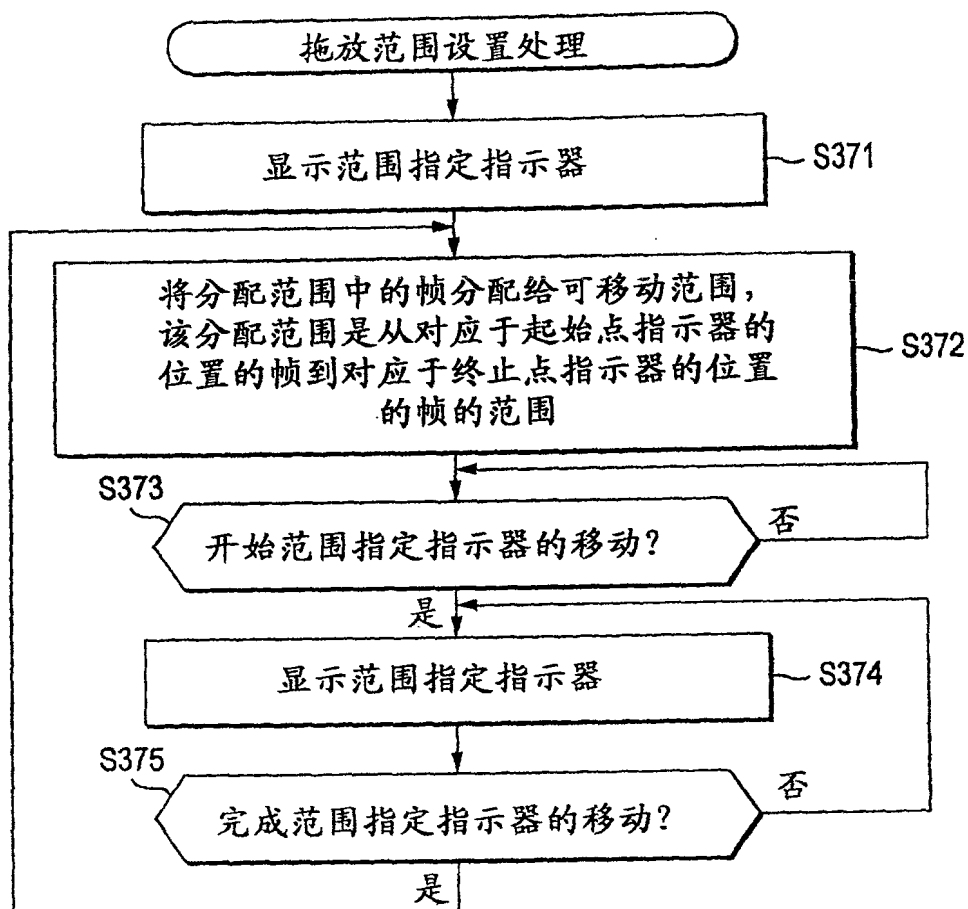 拖放范围设置处理
显示范围指定指示器
S371
将分配范围中的帧分配给可移动范围，
该分配范围是从对应于起始点指示器的
位置的帧到对应于终止点指示器的位置
的帧的范围
S372
S373
开始范围指定指示器的移动？
否
是
显示范围指定指示器
S374
S375
完成范围指定指示器的移动？
否
是